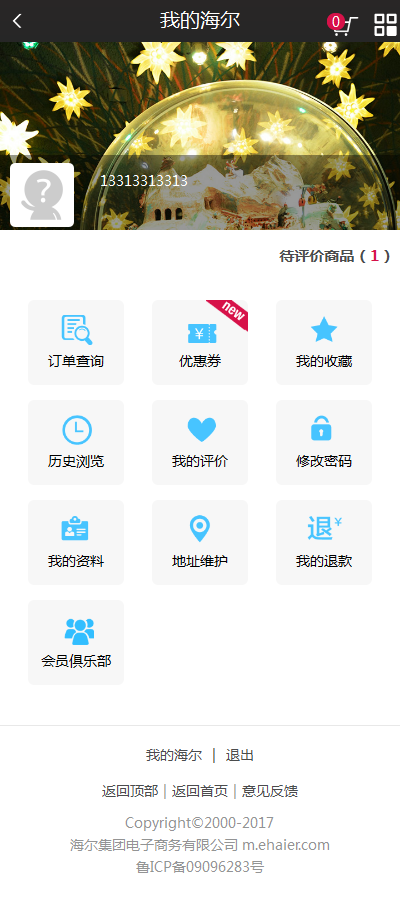 我的海尔
0
13313313313
待评价商品（1）
订单查询
new
优惠券
¥
我的收藏
历史浏览
我的评价
修改密码
我的资料
地址维护
退¥
我的退款
会员俱乐部
我的海尔 | 退出
返回顶部 | 返回首页 | 意见反馈
Copyright©2000-2017
海尔集团电子商务有限公司 m.ehaier.com
鲁ICP备09096283号